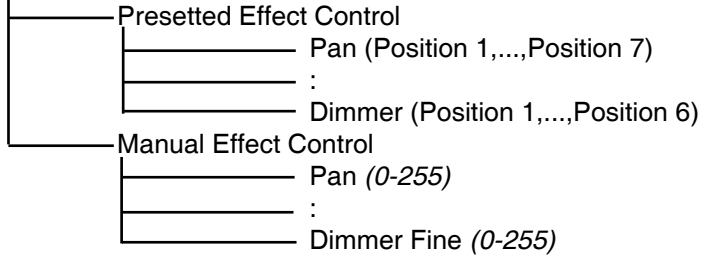 Presetted Effect Control
Pan (Position 1,...,Position 7)
:
Dimmer (Position 1,...,Position 6)
Manual Effect Control
Pan (0-255)
:
Dimmer Fine (0-255)